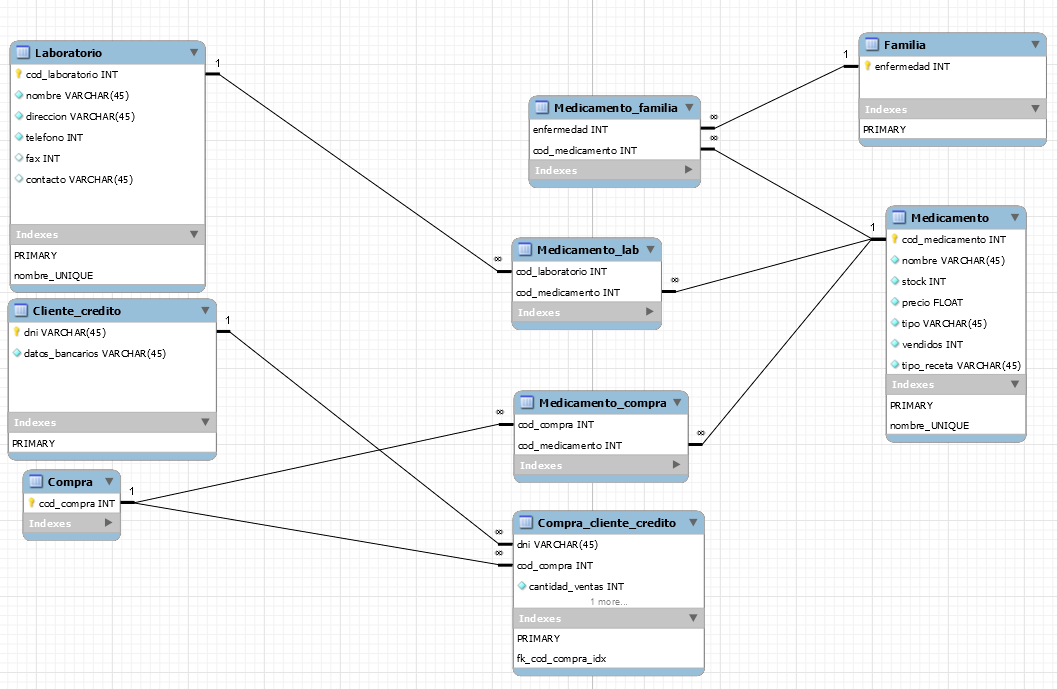 Laboratorio
cod_laboratorio INT
nombre VARCHAR(45)
direccion VARCHAR(45)
telefono INT
fax INT
contacto VARCHAR(45)
Indexes
PRIMARY
nombre_UNIQUE
1
Cliente_credito
dni VARCHAR(45)
datos_bancarios VARCHAR(45)
Indexes
PRIMARY
1
Compra
cod_compra INT
Indexes
1
Medicamento_familia
enfermedad INT
cod_medicamento INT
Indexes
∞
∞
Medicamento_lab
cod_laboratorio INT
cod_medicamento INT
Indexes
∞
∞
Medicamento_compra
cod_compra INT
cod_medicamento INT
Indexes
∞
∞
Compra_cliente_credito
dni VARCHAR(45)
cod_compra INT
cantidad_ventas INT
1 more...
Indexes
PRIMARY
fk_cod_compra_idx
∞
∞
Familia
enfermedad INT
Indexes
PRIMARY
1
Medicamento
cod_medicamento INT
nombre VARCHAR(45)
stock INT
precio FLOAT
tipo VARCHAR(45)
vendidos INT
tipo_receta VARCHAR(45)
Indexes
PRIMARY
nombre_UNIQUE
1